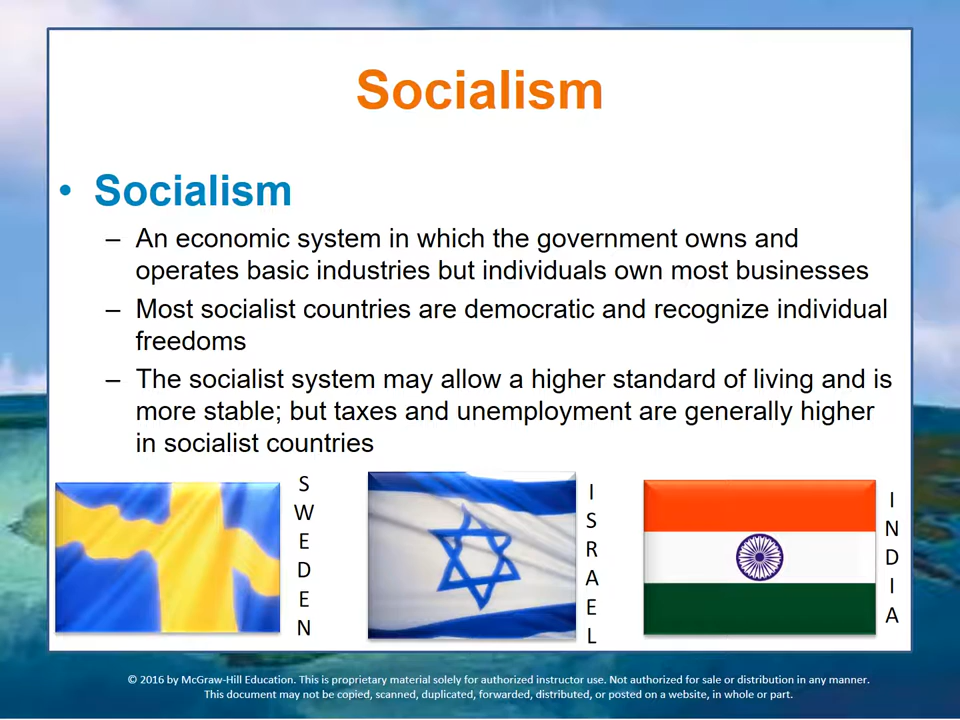 Socialism
• Socialism
– An economic system in which the government owns and
operates basic industries but individuals own most businesses
– Most socialist countries are democratic and recognize individual
freedoms
– The socialist system may allow a higher standard of living and is
more stable; but taxes and unemployment are generally higher
in socialist countries
SWEDEN
ISRAEL
INDIA
© 2016 by McGraw-Hill Education. This is proprietary material solely for authorized instructor use. Not authorized for sale or distribution in any manner.
This document may not be copied, scanned, duplicated, forwarded, distributed, or posted on a website, in whole or part.